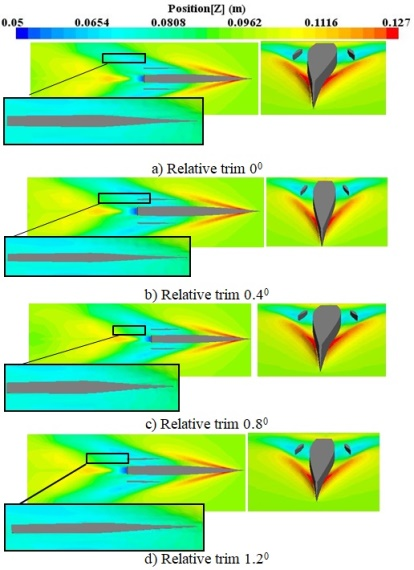 Position[Z] (m)
0.05 0.0654 0.0808 0.0962 0.1116 0.127
a) Relative trim 0⁰
b) Relative trim 0.4⁰
c) Relative trim 0.8⁰
d) Relative trim 1.2⁰